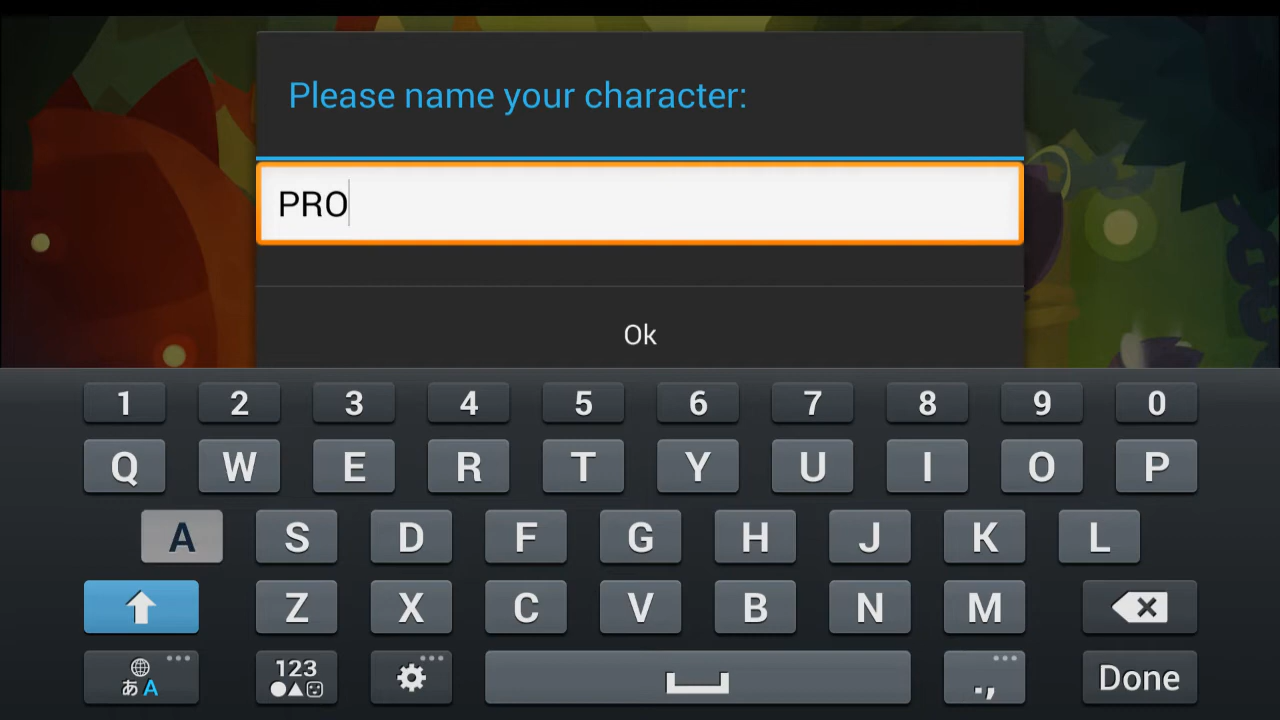 Please name your character:
PRO
Ok
1 2 3 4 5 6 7 8 9 0
Q W E R T Y U I O P
A S D F G H J K L
Z X C V B N M
あA 123 ., Done